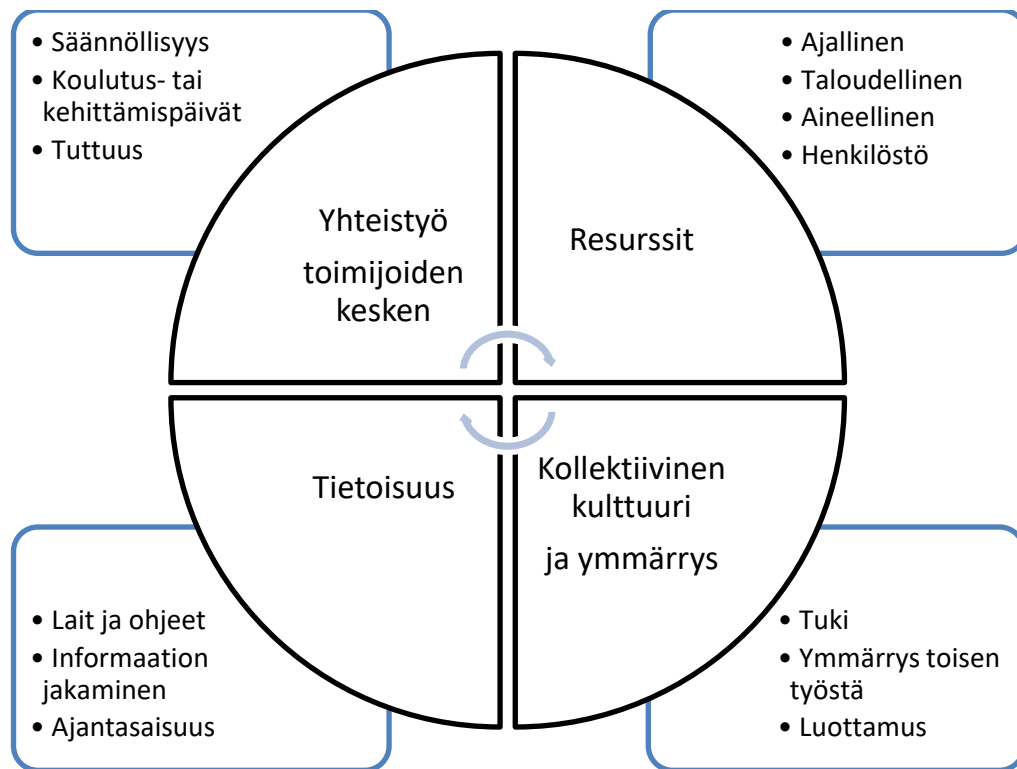 • Säännöllisyys
• Koulutus- tai
kehittämispäivät
• Tuttuus
• Ajallinen
• Taloudellinen
• Aineellinen
• Henkilöstö
Yhteistyö
toimijoiden
kesken
Resurssit
Tietoisuus
Kollektiivinen
kulttuuri
ja ymmärrys
• Lait ja ohjeet
• Informaation
jakaminen
• Ajantasaisuus
• Tuki
• Ymmärrys toisen
työstä
• Luottamus